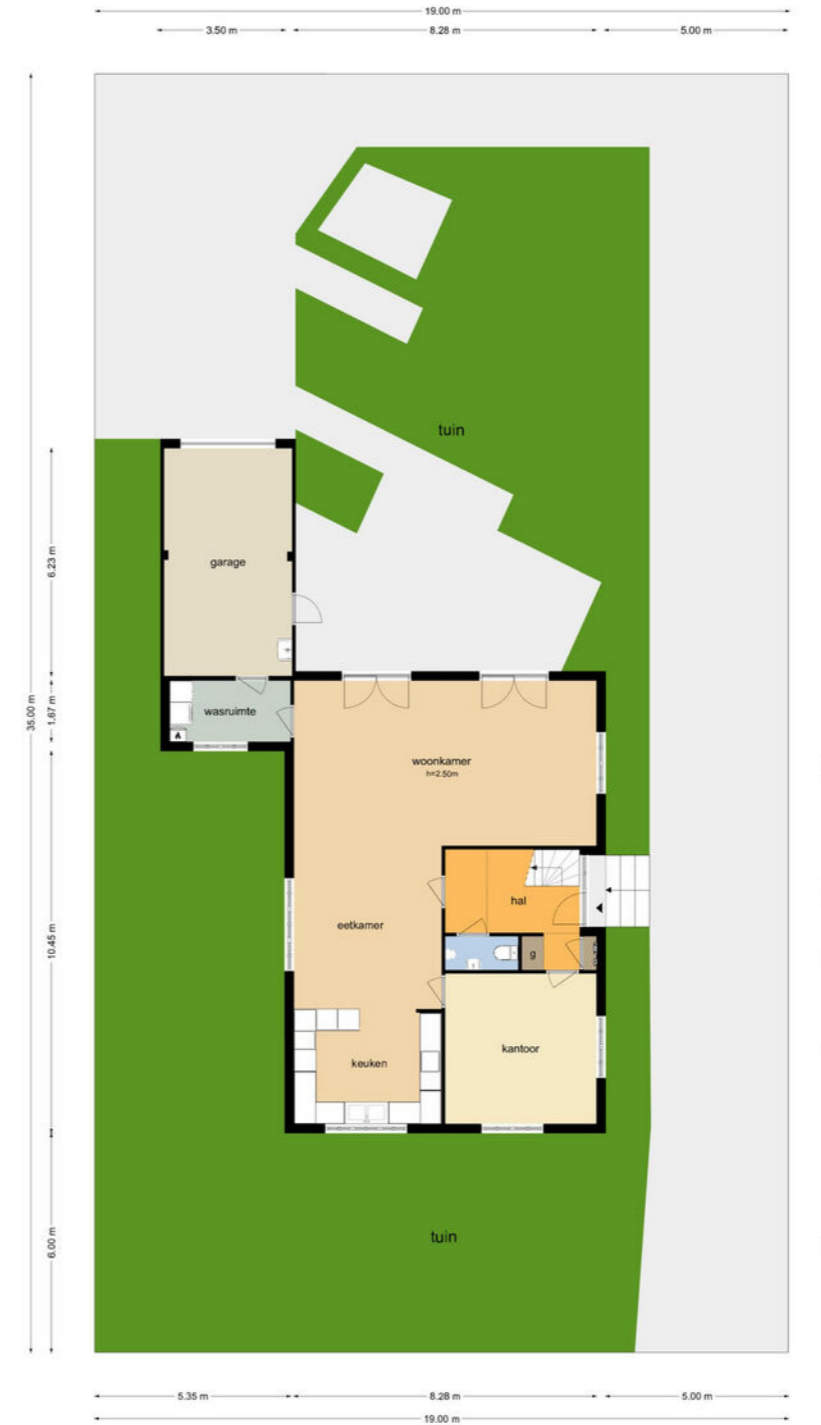 19.00 m
3.50 m
8.28 m
5.00 m
tuin
garage
6.23 m
35.00 m
1.67 m
wasruimte
woonkamer
h=2.50m
hal
eetkamer
10.45 m
g
kantoor
keuken
tuin
6.00 m
5.35 m
8.28 m
5.00 m
19.00 m